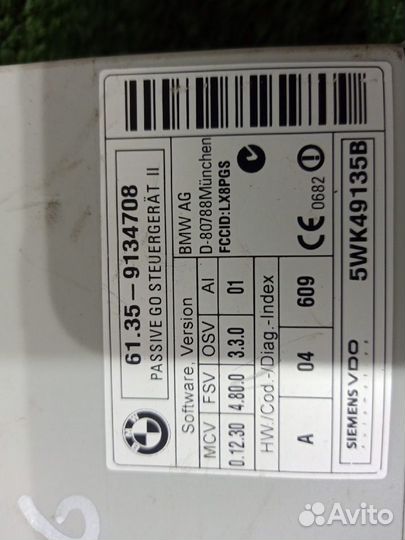 BMW
61.35-9134708
PASSIVE GO STEUERGERÄT II
Software, Version
MCV FSV OSV AI
0.12.30 4.80.0 3.3.0 01
BMW AG
D-80788München
FCCID:LX8PGS
HW./Cod.-/Diag.-Index
A 04 609
CE 0682
SIEMENS VDO 5WK49135B
Avito